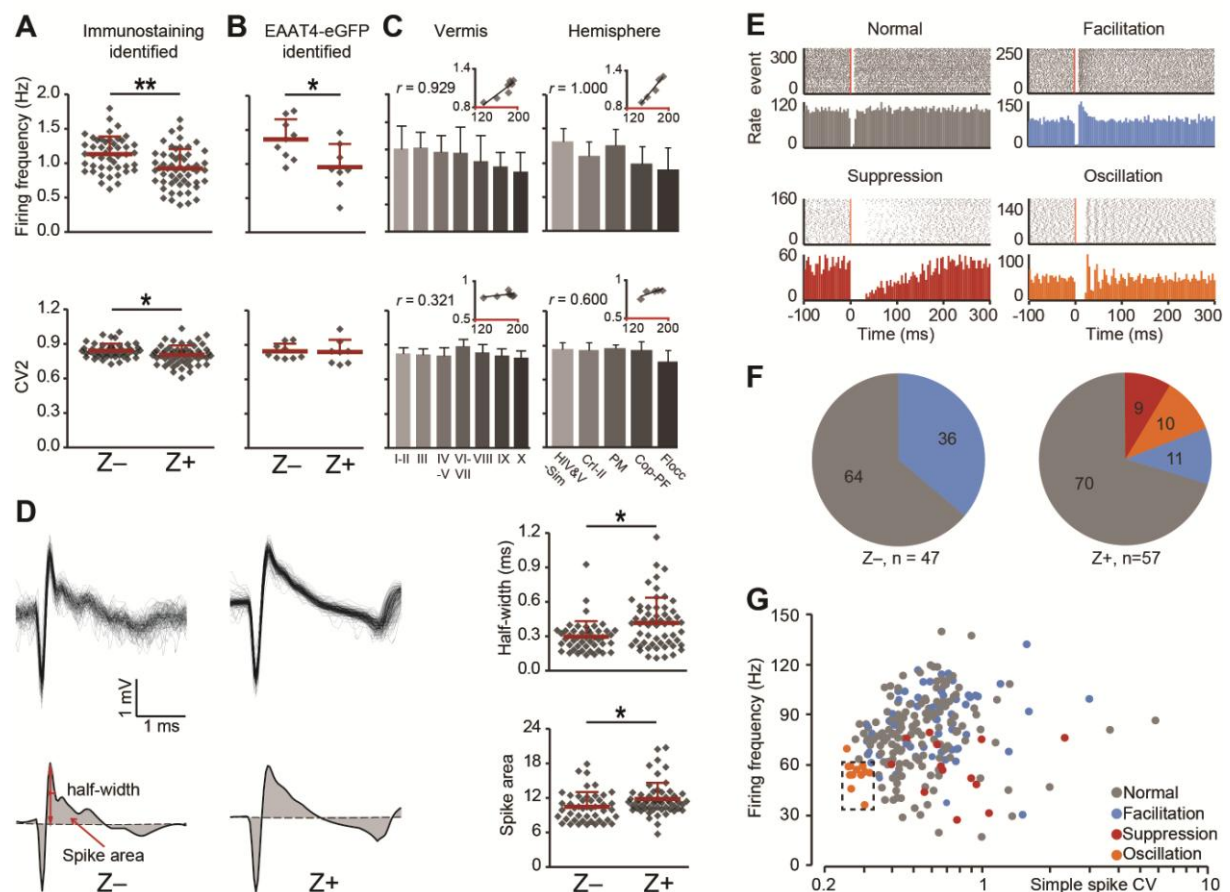 A
Immunostaining
identified
**
Firing frequency (Hz)
2.0
1.5
1.0
0.5
0.0
*
CV2
1.2
0.9
0.6
0.3
0.0
Z–
Z+
B
EAAT4-eGFP
identified
*
Z–
Z+
C
Vermis
r = 0.929
1.4
0.8
120
200
Hemisphere
r = 1.000
1.4
0.8
120
200
r = 0.321
1
0.5
120
200
r = 0.600
1
0.5
120
200
I-II
III
IV
-V
VI-
VII
VIII
IX
X
HIV&V
-Sim
CrI-II
PM
Cop-PF
Flocc
D
1 mV
1 ms
half-width
Spike area
Z–
Z+
*
Half-width (ms)
1.2
0.9
0.6
0.3
0.0
*
Spike area
24
18
12
6
0
Z–
Z+
E
Normal
300
event
0
120
Rate
0
Facilitation
250
0
150
0
Suppression
160
0
60
0
-100
0
100
200
300
Time (ms)
Oscillation
140
0
100
0
-100
0
100
200
300
Time (ms)
F
36
64
Z–, n = 47
9
10
11
70
Z+, n=57
G
Firing frequency (Hz)
150
120
90
60
30
0
Normal
Facilitation
Suppression
Oscillation
0.2
1
Simple spike CV
10